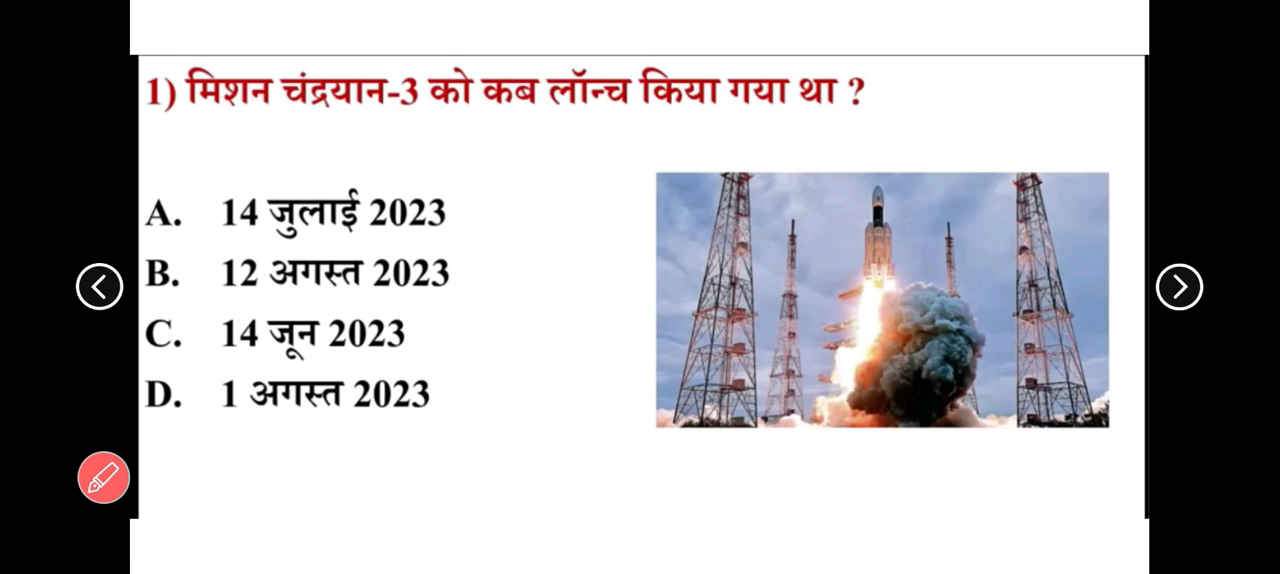 1) मिशन चंद्रयान-3 को कब लॉन्च किया गया था ?
A. 14 जुलाई 2023
B. 12 अगस्त 2023
C. 14 जून 2023
D. 1 अगस्त 2023